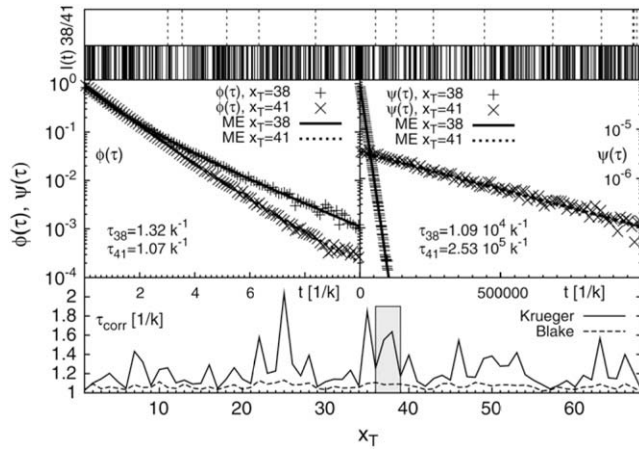 I(t) 38/41
10^0
10^-1
10^-2
10^-3
10^-4
ϕ(τ), ψ(τ)
ϕ(τ), x_T=38 +
ϕ(τ), x_T=41 ×
ME x_T=38
ME x_T=41
ϕ(τ)
τ_38=1.32 k^-1
τ_41=1.07 k^-1
ψ(τ), x_T=38 +
ψ(τ), x_T=41 ×
ME x_T=38
ME x_T=41
10^-5
ψ(τ)
10^-6
τ_38=1.09 10^4 k^-1
τ_41=2.53 10^5 k^-1
2 4 6 8 t [1/k] 0 500000 t [1/k]
2
1.8
1.6
1.4
1.2
1
τ_corr [1/k]
Krueger
Blake
10 20 30 40 50 60
x_T